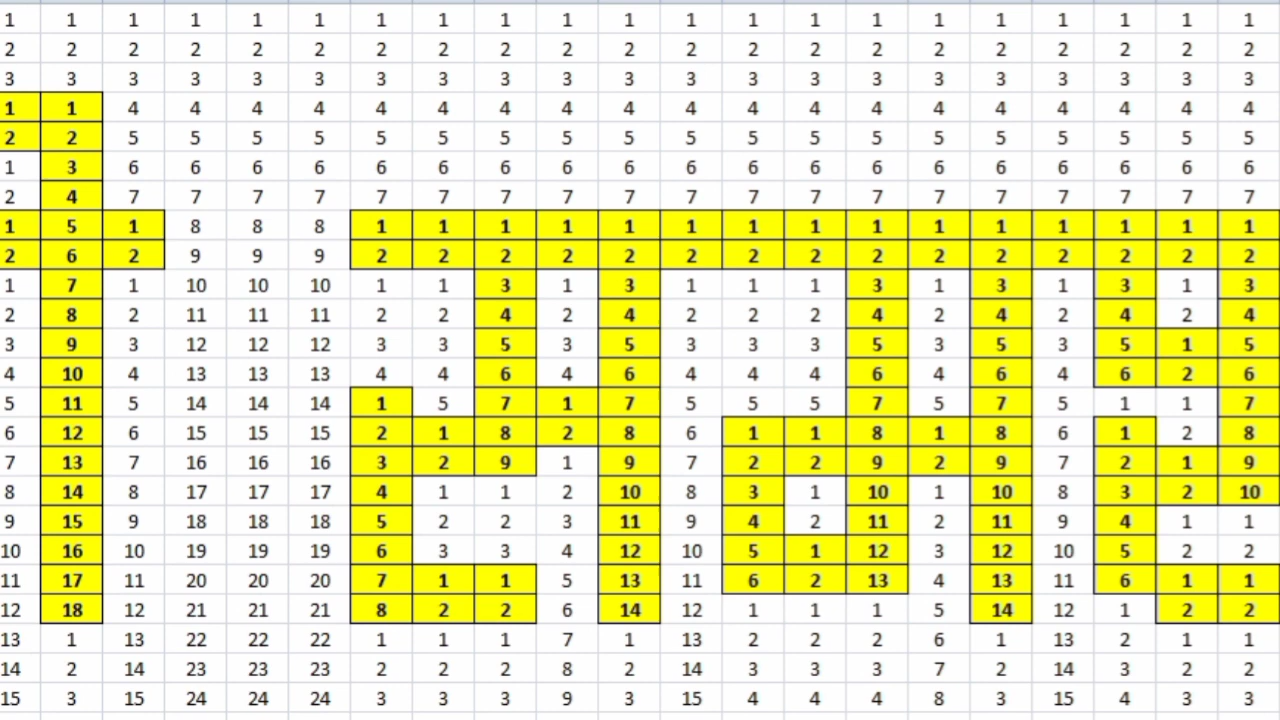 1 1 1 1 1 1 1 1 1 1 1 1 1 1 1 1 1 1 1 1 1
2 2 2 2 2 2 2 2 2 2 2 2 2 2 2 2 2 2 2 2 2
3 3 3 3 3 3 3 3 3 3 3 3 3 3 3 3 3 3 3 3 3
1 1 4 4 4 4 4 4 4 4 4 4 4 4 4 4 4 4 4 4 4
2 2 5 5 5 5 5 5 5 5 5 5 5 5 5 5 5 5 5 5 5
1 3 6 6 6 6 6 6 6 6 6 6 6 6 6 6 6 6 6 6 6
2 4 7 7 7 7 7 7 7 7 7 7 7 7 7 7 7 7 7 7 7
1 5 1 8 8 8 1 1 1 1 1 1 1 1 1 1 1 1 1 1 1
2 6 2 9 9 9 2 2 2 2 2 2 2 2 2 2 2 2 2 2 2
1 7 1 10 10 10 1 1 3 1 3 1 1 1 3 1 3 1 3 1 3
2 8 2 11 11 11 2 2 4 2 4 2 2 2 4 2 4 2 4 2 4
3 9 3 12 12 12 3 3 5 3 5 3 3 3 5 3 5 3 5 1 5
4 10 4 13 13 13 4 4 6 4 6 4 4 4 6 4 6 4 6 2 6
5 11 5 14 14 14 1 5 7 1 7 5 5 5 7 5 7 5 1 1 7
6 12 6 15 15 15 2 1 8 2 8 6 1 1 8 1 8 6 1 2 8
7 13 7 16 16 16 3 2 9 1 9 7 2 2 9 2 9 7 2 1 9
8 14 8 17 17 17 4 1 1 2 10 8 3 1 10 1 10 8 3 2 10
9 15 9 18 18 18 5 2 2 3 11 9 4 2 11 2 11 9 4 1 1
10 16 10 19 19 19 6 3 3 4 12 10 5 1 12 3 12 10 5 2 2
11 17 11 20 20 20 7 1 1 5 13 11 6 2 13 4 13 11 6 1 1
12 18 12 21 21 21 8 2 2 6 14 12 1 1 1 5 14 12 1 2 2
13 1 13 22 22 22 1 1 1 7 1 13 2 2 2 6 1 13 2 1 1
14 2 14 23 23 23 2 2 2 8 2 14 3 3 3 7 2 14 3 2 2
15 3 15 24 24 24 3 3 3 9 3 15 4 4 4 8 3 15 4 3 3